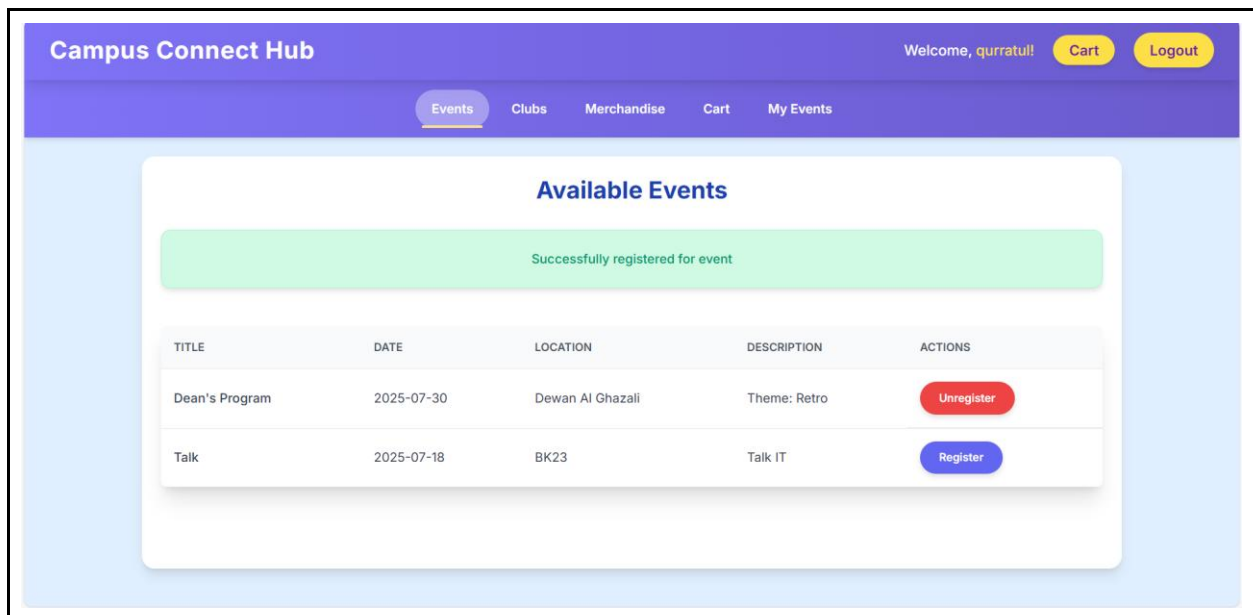 Campus Connect Hub
Welcome, qurratul! Cart Logout
Events Clubs Merchandise Cart My Events
Available Events
Successfully registered for event
TITLE DATE LOCATION DESCRIPTION ACTIONS
Dean's Program 2025-07-30 Dewan Al Ghazali Theme: Retro Unregister
Talk 2025-07-18 BK23 Talk IT Register